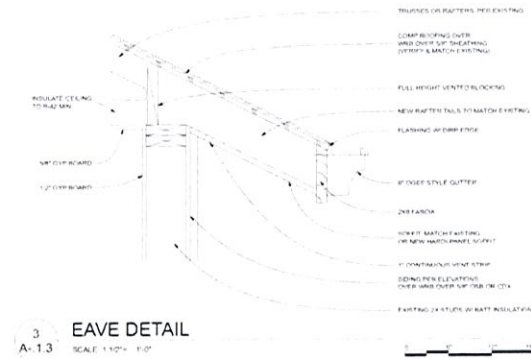 TRUSSES OR RAFTERS, PER EXISTING
COMP ROOFING OVER
WRB OVER 5/8" SHEATHING
(VERIFY & MATCH EXISTING)
FULL HEIGHT VENTED BLOCKING
INSULATE CEILING
TO R-42 MIN
NEW RAFTER TAILS TO MATCH EXISTING
FLASHING W/ DRIP EDGE
5/8" GYP BOARD
1/2" GYP BOARD
OGEE STYLE GUTTER
2X8 FASCIA
SOFFIT, MATCH EXISTING
OR NEW HARDI PANEL SOFFIT
1" CONTINUOUS VENT STRIP
SIDING PER ELEVATIONS
OVER WRB OVER 5/8" OSB OR CDX
EXISTING 2X STUDS W/ BATT INSULATION
3
A-.1.3
EAVE DETAIL
SCALE: 1 1/2" = 1'-0"